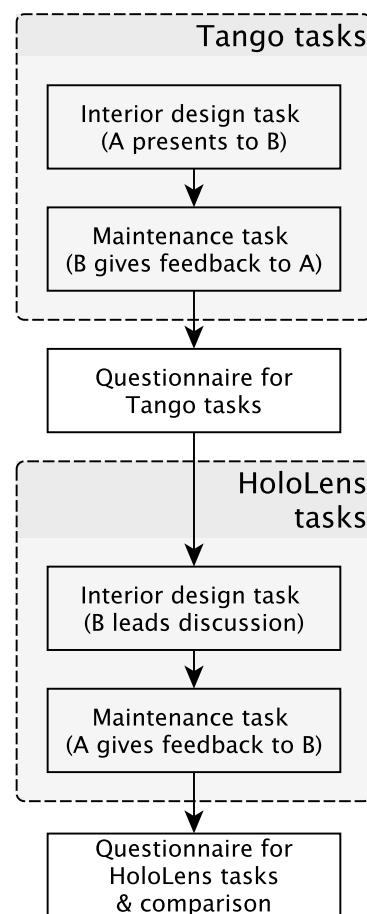 Tango tasks
Interior design task
(A presents to B)
Maintenance task
(B gives feedback to A)
Questionnaire for
Tango tasks
HoloLens
tasks
Interior design task
(B leads discussion)
Maintenance task
(A gives feedback to B)
Questionnaire for
HoloLens tasks
& comparison